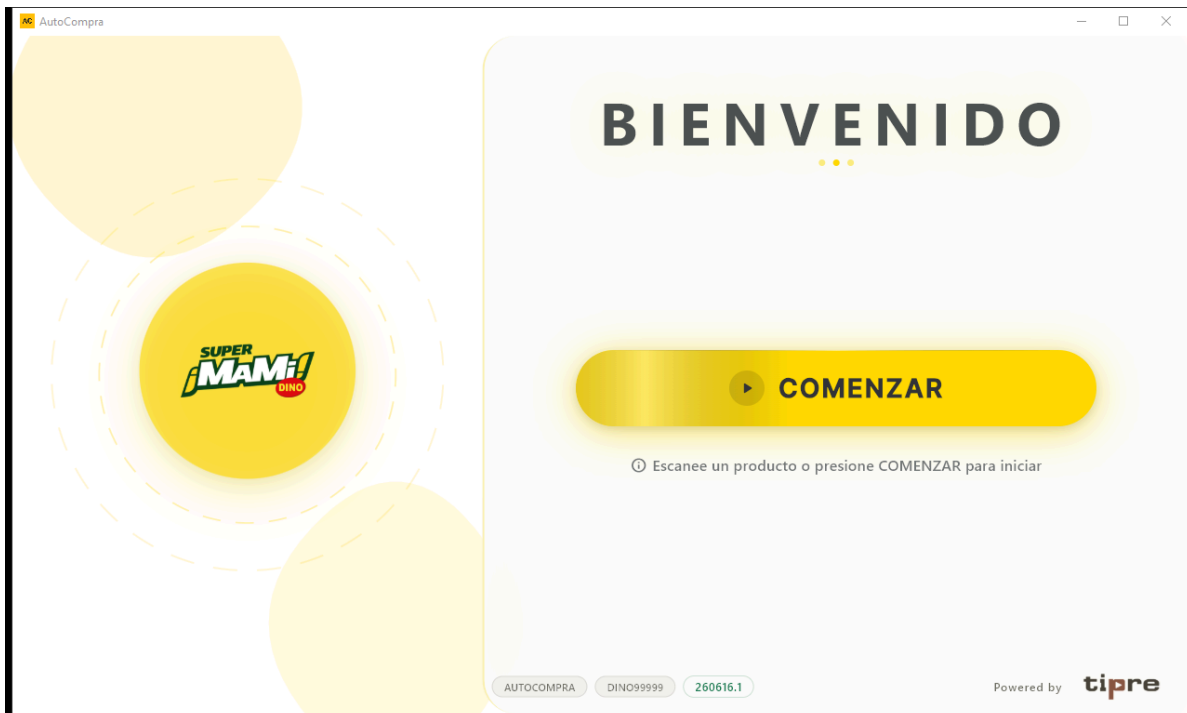 AC AutoCompra
BIENVENIDO
SUPER
¡MAMi!
DINO
COMENZAR
Escanee un producto o presione COMENZAR para iniciar
AUTOCOMPRA DINO99999 260616.1
Powered by tipre